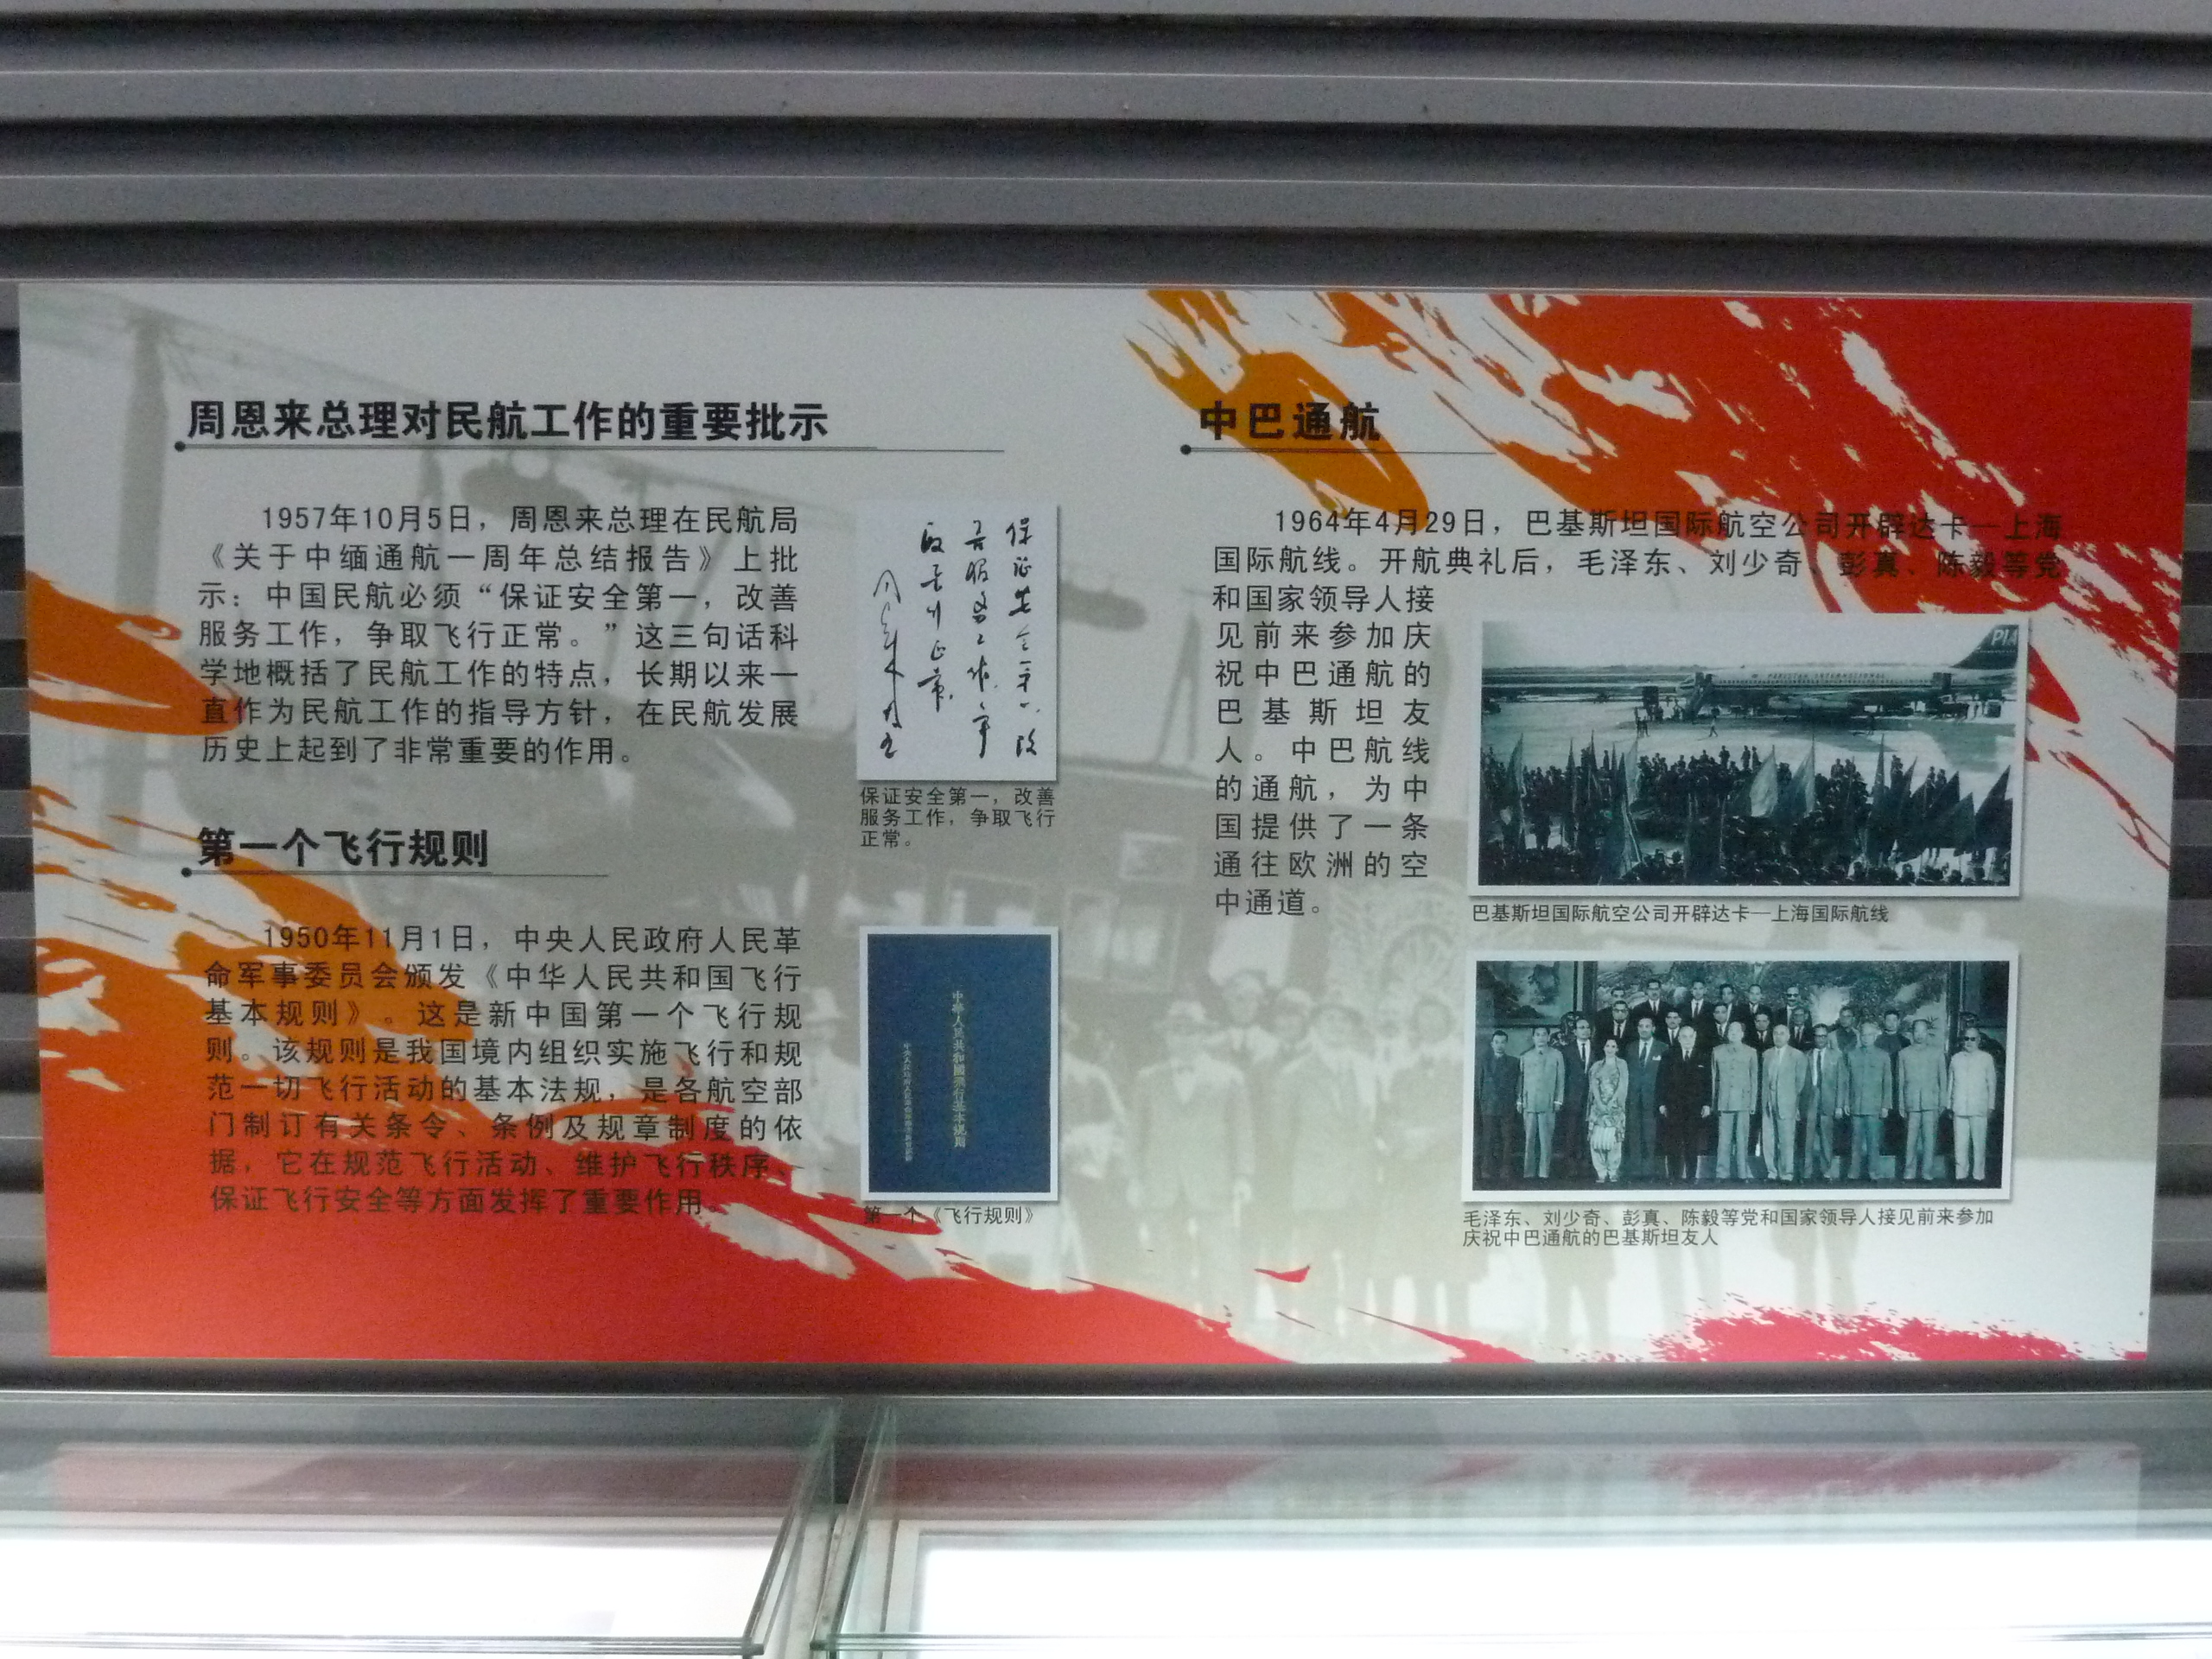 周恩来总理对民航工作的重要批示
1957年10月5日，周恩来总理在民航局
《关于中缅通航一周年总结报告》上批
示：中国民航必须“保证安全第一，改善
服务工作，争取飞行正常。”这三句话科
学地概括了民航工作的特点，长期以来一
直作为民航工作的指导方针，在民航发展
历史上起到了非常重要的作用。
保证安全第一，改善
服务工作，争取飞行
正常。
第一个飞行规则
1950年11月1日，中央人民政府人民革
命军事委员会颁发《中华人民共和国飞行
基本规则》。这是新中国第一个飞行规
则。该规则是我国境内组织实施飞行和规
范一切飞行活动的基本法规，是各航空部
门制订有关条令、条例及规章制度的依
据，它在规范飞行活动、维护飞行秩序、
保证飞行安全等方面发挥了重要作用。
中華人民共和國飛行基本規則
第一个《飞行规则》
中巴通航
1964年4月29日，巴基斯坦国际航空公司开辟达卡—上海
国际航线。开航典礼后，毛泽东、刘少奇、彭真、陈毅等党
和国家领导人接
见前来参加庆
祝中巴通航的
巴基斯坦友
人。中巴航线
的通航，为中
国提供了一条
通往欧洲的空
中通道。
PIA
PAKISTAN INTERNATIONAL
巴基斯坦国际航空公司开辟达卡—上海国际航线
毛泽东、刘少奇、彭真、陈毅等党和国家领导人接见前来参加
庆祝中巴通航的巴基斯坦友人